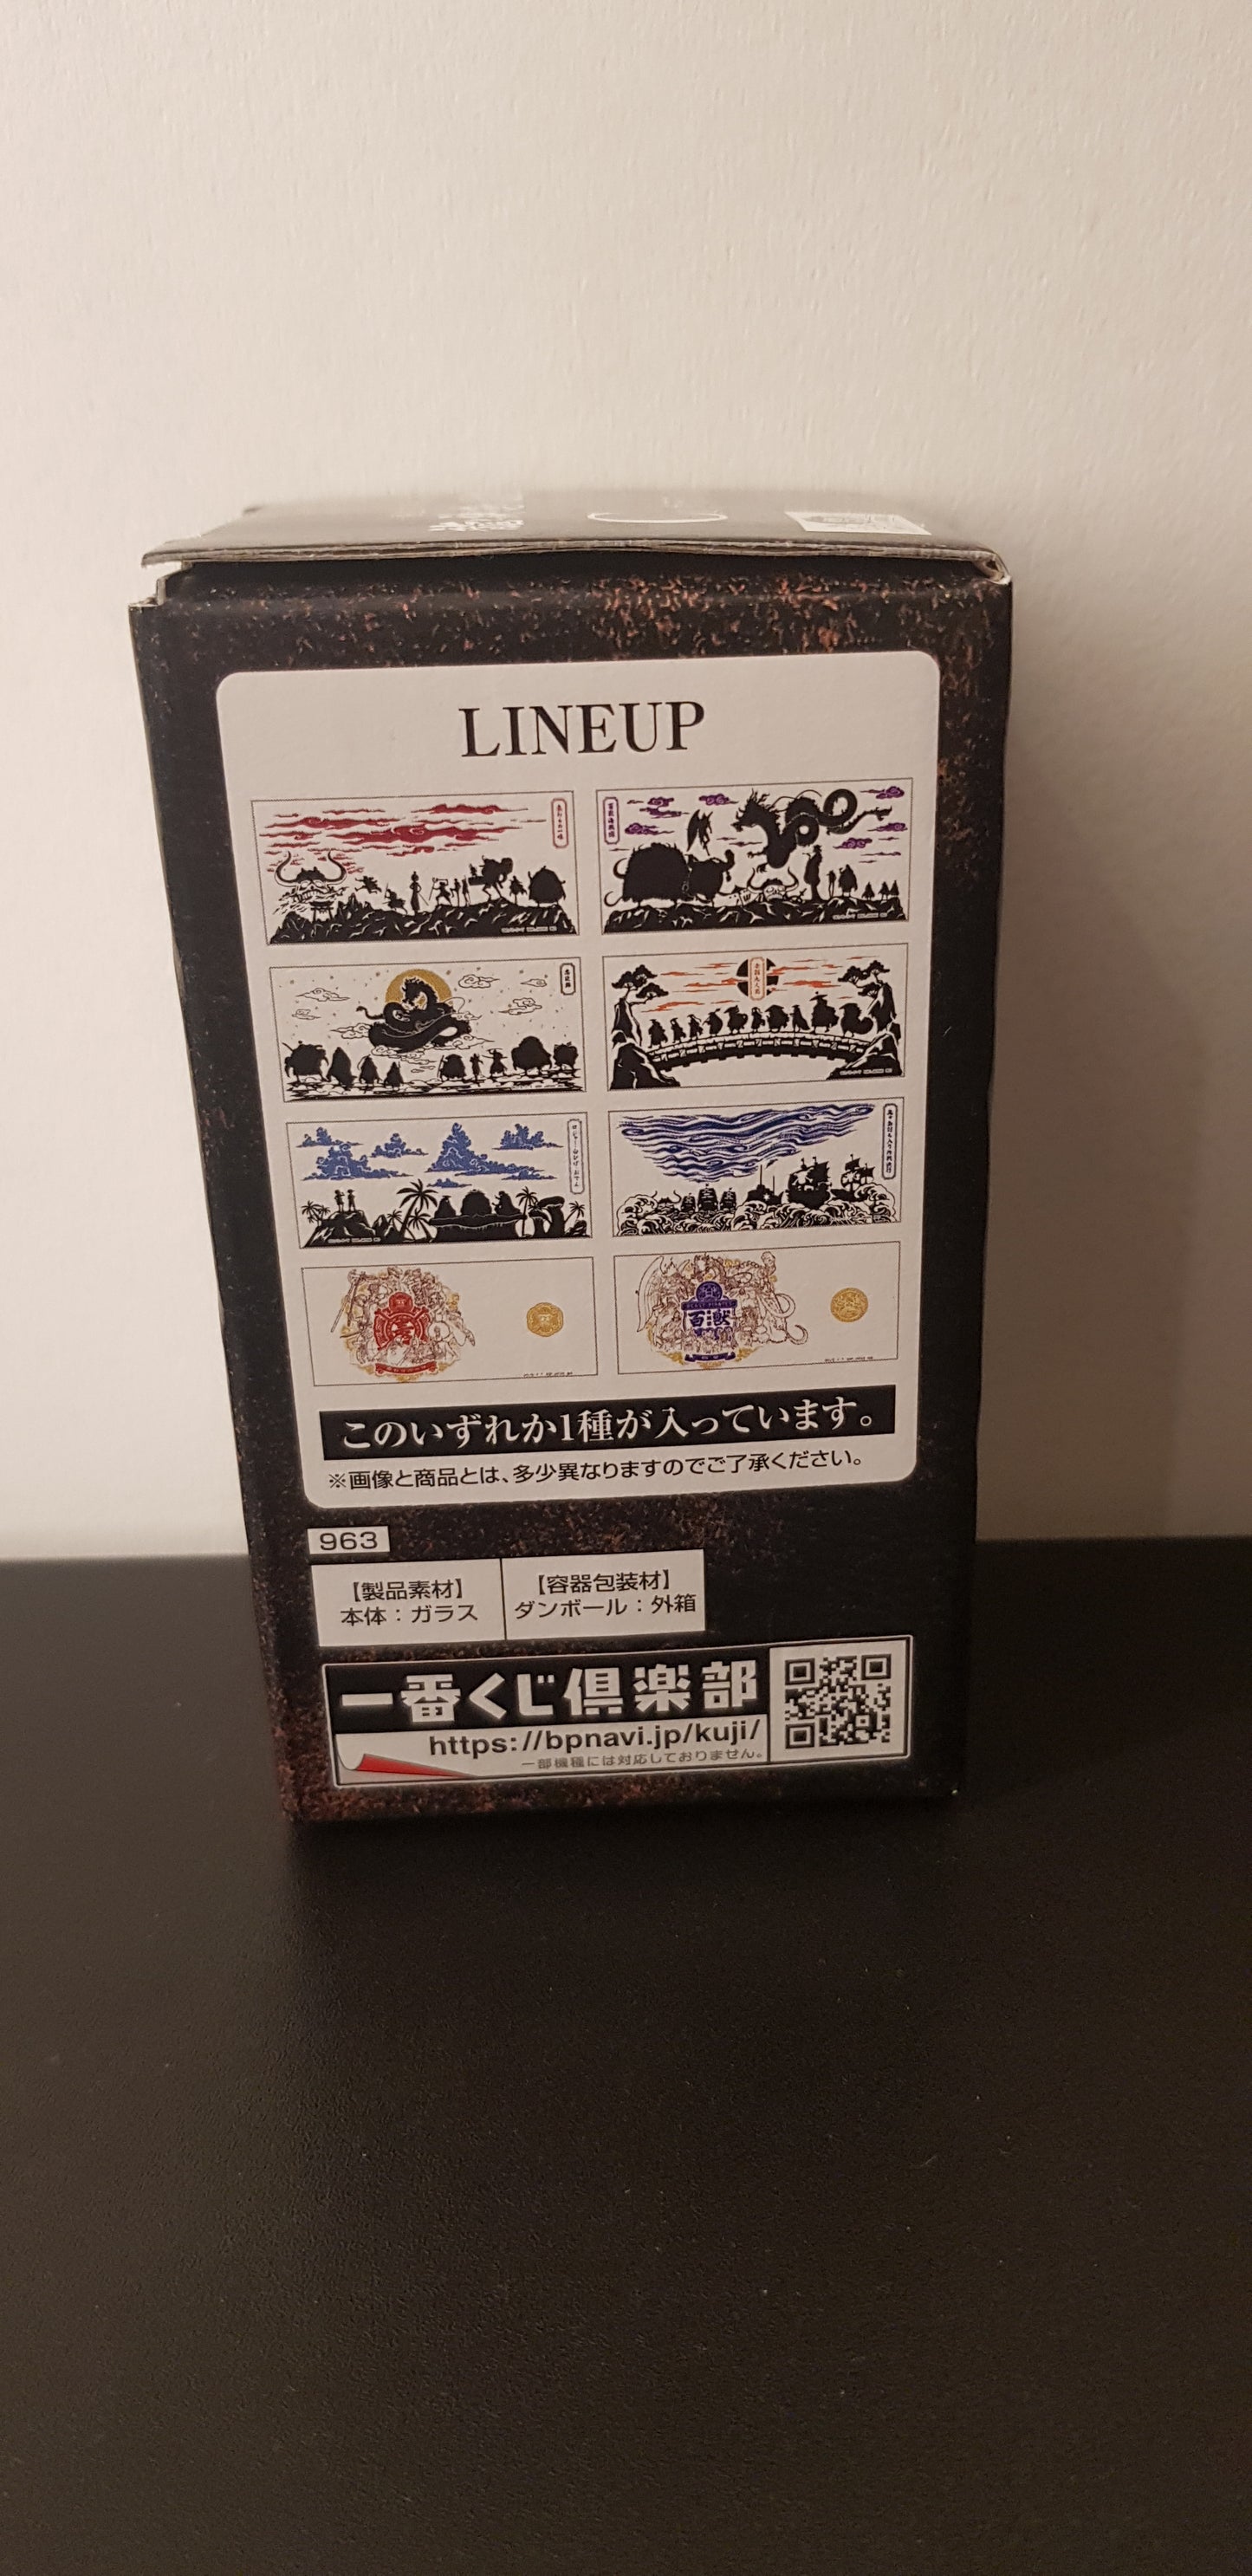 LINEUP
百獣
このいずれか1種が入っています。
※画像と商品とは、多少異なりますのでご了承ください。
963
【製品素材】
本体：ガラス
【容器包装材】
ダンボール：外箱
一番くじ倶楽部
https://bpnavi.jp/kuji/
一部機種には対応しておりません。